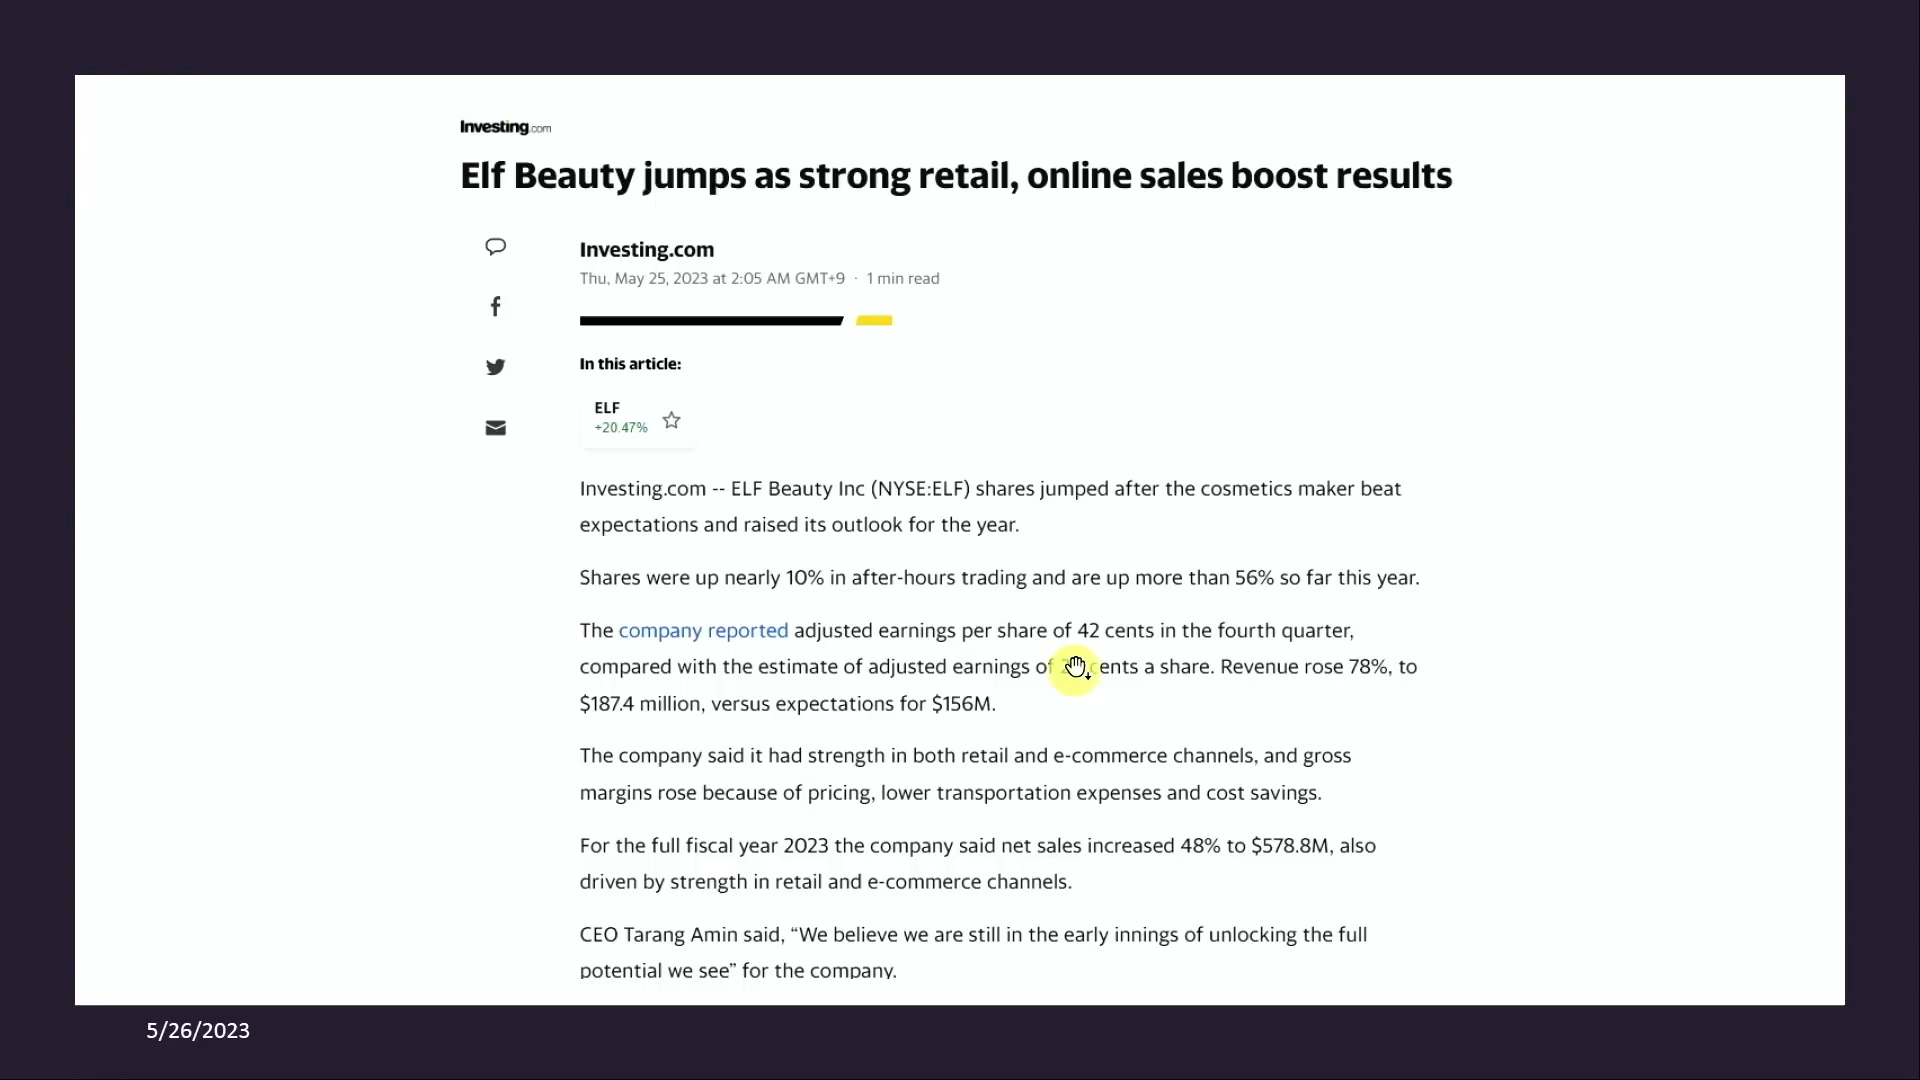 Investing.com
Elf Beauty jumps as strong retail, online sales boost results
Investing.com
Thu, May 25, 2023 at 2:05 AM GMT+9 · 1 min read
In this article:
ELF
+20.47%
Investing.com -- ELF Beauty Inc (NYSE:ELF) shares jumped after the cosmetics maker beat
expectations and raised its outlook for the year.
Shares were up nearly 10% in after-hours trading and are up more than 56% so far this year.
The company reported adjusted earnings per share of 42 cents in the fourth quarter,
compared with the estimate of adjusted earnings of cents a share. Revenue rose 78%, to
$187.4 million, versus expectations for $156M.
The company said it had strength in both retail and e-commerce channels, and gross
margins rose because of pricing, lower transportation expenses and cost savings.
For the full fiscal year 2023 the company said net sales increased 48% to $578.8M, also
driven by strength in retail and e-commerce channels.
CEO Tarang Amin said, “We believe we are still in the early innings of unlocking the full
potential we see” for the company.
5/26/2023